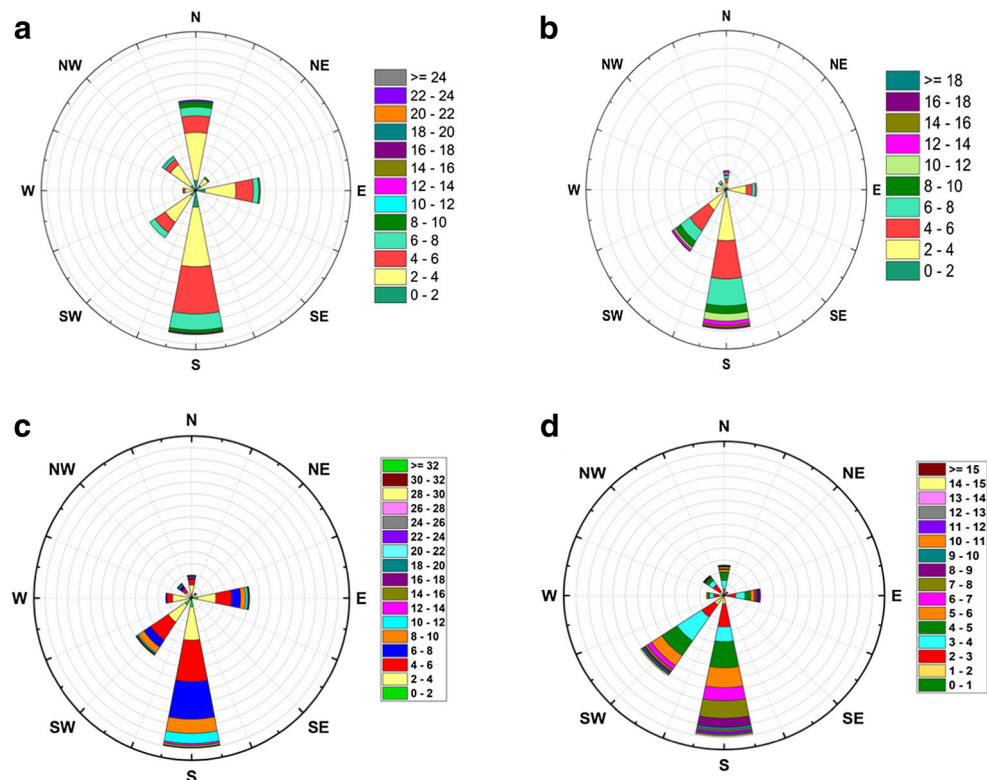 a
N
NE
E
SE
S
SW
W
NW
>= 24
22 - 24
20 - 22
18 - 20
16 - 18
14 - 16
12 - 14
10 - 12
8 - 10
6 - 8
4 - 6
2 - 4
0 - 2
b
N
NE
E
SE
S
SW
W
NW
>= 18
16 - 18
14 - 16
12 - 14
10 - 12
8 - 10
6 - 8
4 - 6
2 - 4
0 - 2
c
N
NE
E
SE
S
SW
W
NW
>= 32
30 - 32
28 - 30
26 - 28
24 - 26
22 - 24
20 - 22
18 - 20
16 - 18
14 - 16
12 - 14
10 - 12
8 - 10
6 - 8
4 - 6
2 - 4
0 - 2
d
N
NE
E
SE
S
SW
W
NW
>= 15
14 - 15
13 - 14
12 - 13
11 - 12
10 - 11
9 - 10
8 - 9
7 - 8
6 - 7
5 - 6
4 - 5
3 - 4
2 - 3
1 - 2
0 - 1